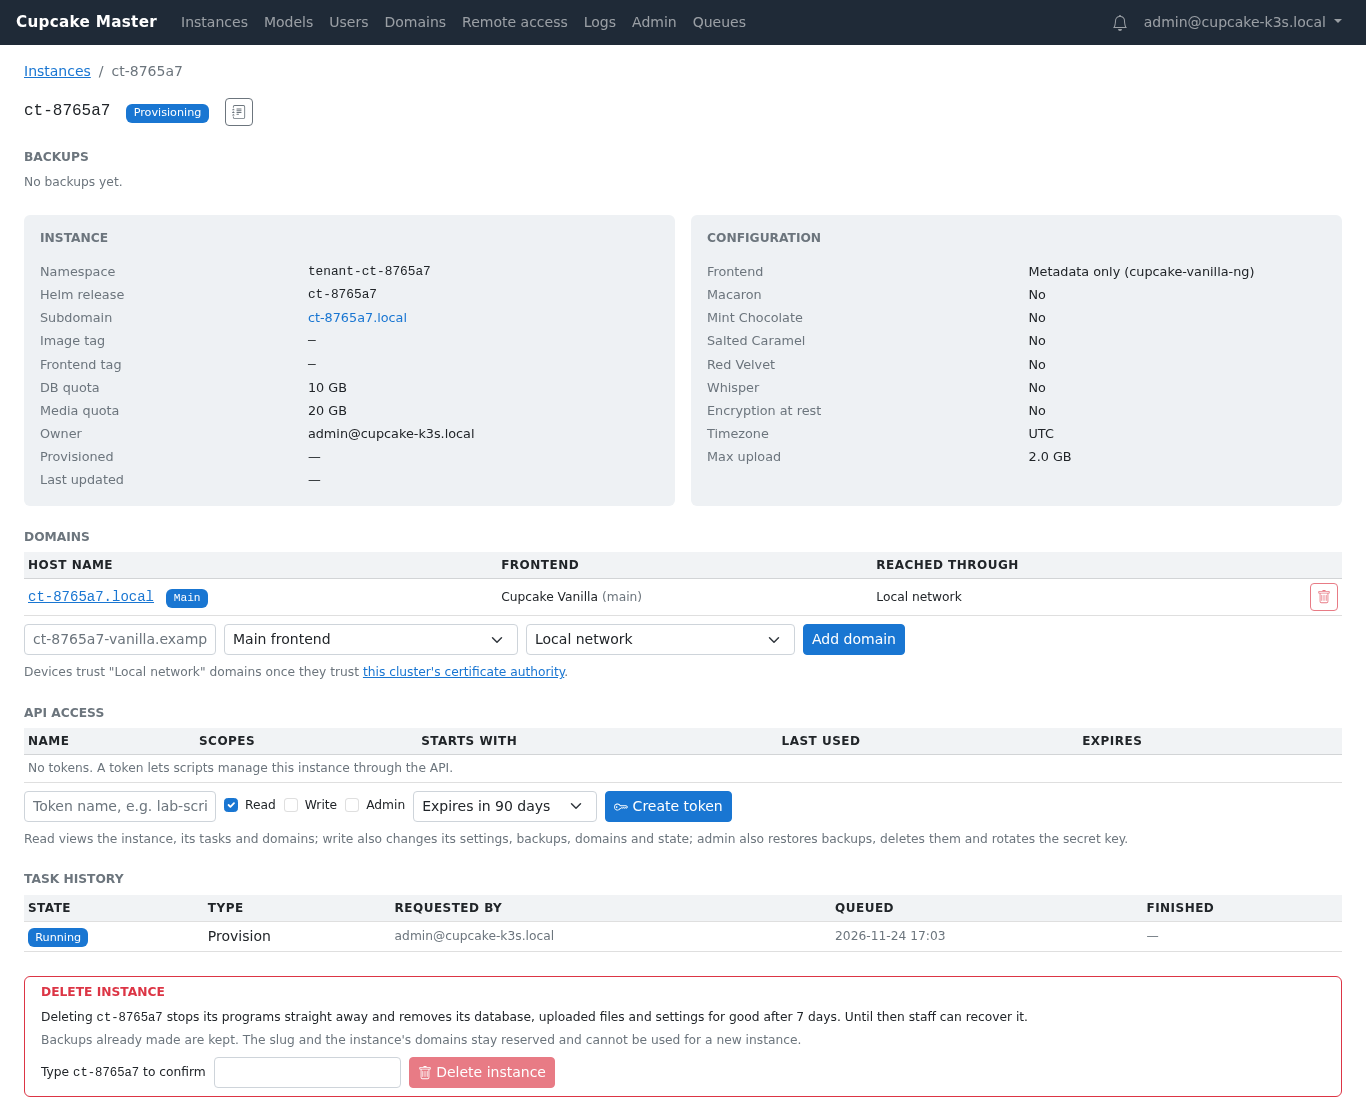 Cupcake Master Instances Models Users Domains Remote access Logs Admin Queues admin@cupcake-k3s.local
Instances / ct-8765a7
ct-8765a7 Provisioning
BACKUPS
No backups yet.
INSTANCE
Namespace tenant-ct-8765a7
Helm release ct-8765a7
Subdomain ct-8765a7.local
Image tag —
Frontend tag —
DB quota 10 GB
Media quota 20 GB
Owner admin@cupcake-k3s.local
Provisioned —
Last updated —
CONFIGURATION
Frontend Metadata only (cupcake-vanilla-ng)
Macaron No
Mint Chocolate No
Salted Caramel No
Red Velvet No
Whisper No
Encryption at rest No
Timezone UTC
Max upload 2.0 GB
DOMAINS
HOST NAME FRONTEND REACHED THROUGH
ct-8765a7.local Main Cupcake Vanilla (main) Local network
ct-8765a7-vanilla.examp Main frontend Local network Add domain
Devices trust "Local network" domains once they trust this cluster's certificate authority.
API ACCESS
NAME SCOPES STARTS WITH LAST USED EXPIRES
No tokens. A token lets scripts manage this instance through the API.
Token name, e.g. lab-scri Read Write Admin Expires in 90 days Create token
Read views the instance, its tasks and domains; write also changes its settings, backups, domains and state; admin also restores backups, deletes them and rotates the secret key.
TASK HISTORY
STATE TYPE REQUESTED BY QUEUED FINISHED
Running Provision admin@cupcake-k3s.local 2026-11-24 17:03 —
DELETE INSTANCE
Deleting ct-8765a7 stops its programs straight away and removes its database, uploaded files and settings for good after 7 days. Until then staff can recover it.
Backups already made are kept. The slug and the instance's domains stay reserved and cannot be used for a new instance.
Type ct-8765a7 to confirm Delete instance